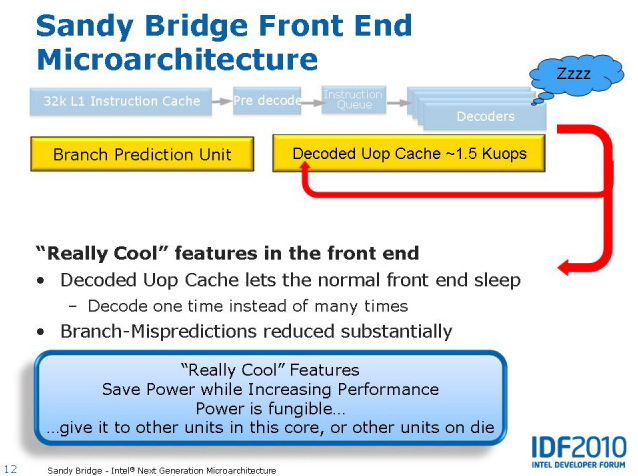 Sandy Bridge Front End
Microarchitecture
Zzzz
32k L1 Instruction Cache
Pre decode
Instruction
Queue
Decoders
Branch Prediction Unit
Decoded Uop Cache ~1.5 Kuops
“Really Cool” features in the front end
• Decoded Uop Cache lets the normal front end sleep
– Decode one time instead of many times
• Branch-Mispredictions reduced substantially
“Really Cool” Features
Save Power while Increasing Performance
Power is fungible…
…give it to other units in this core, or other units on die
IDF2010
INTEL DEVELOPER FORUM
12
Sandy Bridge - Intel® Next Generation Microarchitecture